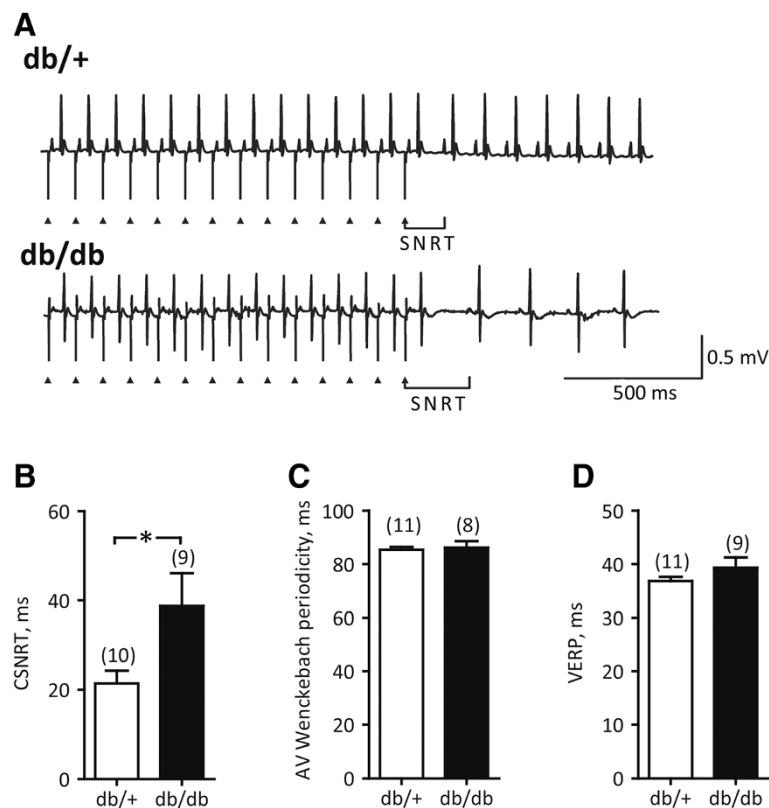 A
db/+
SNRT
db/db
SNRT
0.5 mV
500 ms
B
CSNRT, ms
60
40
20
0
(10)
*
(9)
db/+ db/db
C
AV Wenckebach periodicity, ms
100
80
60
40
20
0
(11)
(8)
db/+ db/db
D
VERP, ms
50
40
30
20
10
0
(11)
(9)
db/+ db/db